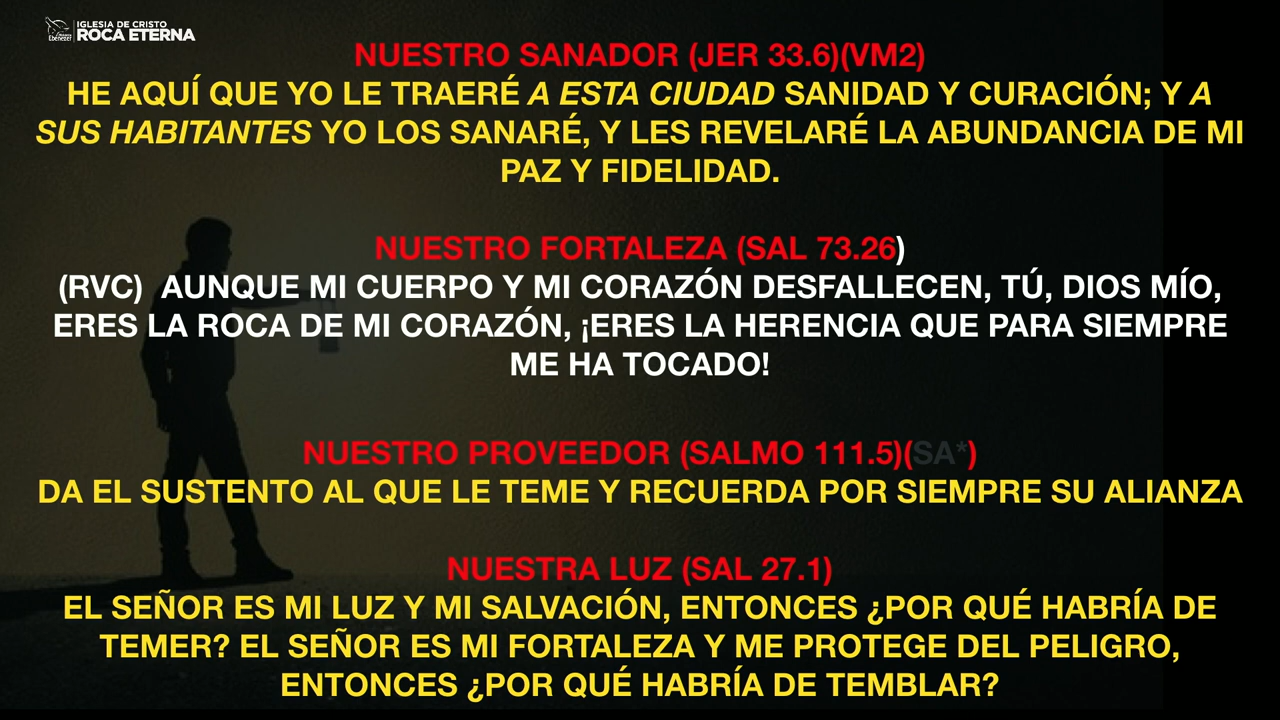 IGLESIA DE CRISTO
ROCA ETERNA
Ebenezer
NUESTRO SANADOR (JER 33.6)(VM2)
HE AQUÍ QUE YO LE TRAERÉ A ESTA CIUDAD SANIDAD Y CURACIÓN; Y A
SUS HABITANTES YO LOS SANARÉ, Y LES REVELARÉ LA ABUNDANCIA DE MI
PAZ Y FIDELIDAD.
NUESTRO FORTALEZA (SAL 73.26)
(RVC) AUNQUE MI CUERPO Y MI CORAZÓN DESFALLECEN, TÚ, DIOS MÍO,
ERES LA ROCA DE MI CORAZÓN, ¡ERES LA HERENCIA QUE PARA SIEMPRE
ME HA TOCADO!
NUESTRO PROVEEDOR (SALMO 111.5)(SA*)
DA EL SUSTENTO AL QUE LE TEME Y RECUERDA POR SIEMPRE SU ALIANZA
NUESTRA LUZ (SAL 27.1)
EL SEÑOR ES MI LUZ Y MI SALVACIÓN, ENTONCES ¿POR QUÉ HABRÍA DE
TEMER? EL SEÑOR ES MI FORTALEZA Y ME PROTEGE DEL PELIGRO,
ENTONCES ¿POR QUÉ HABRÍA DE TEMBLAR?